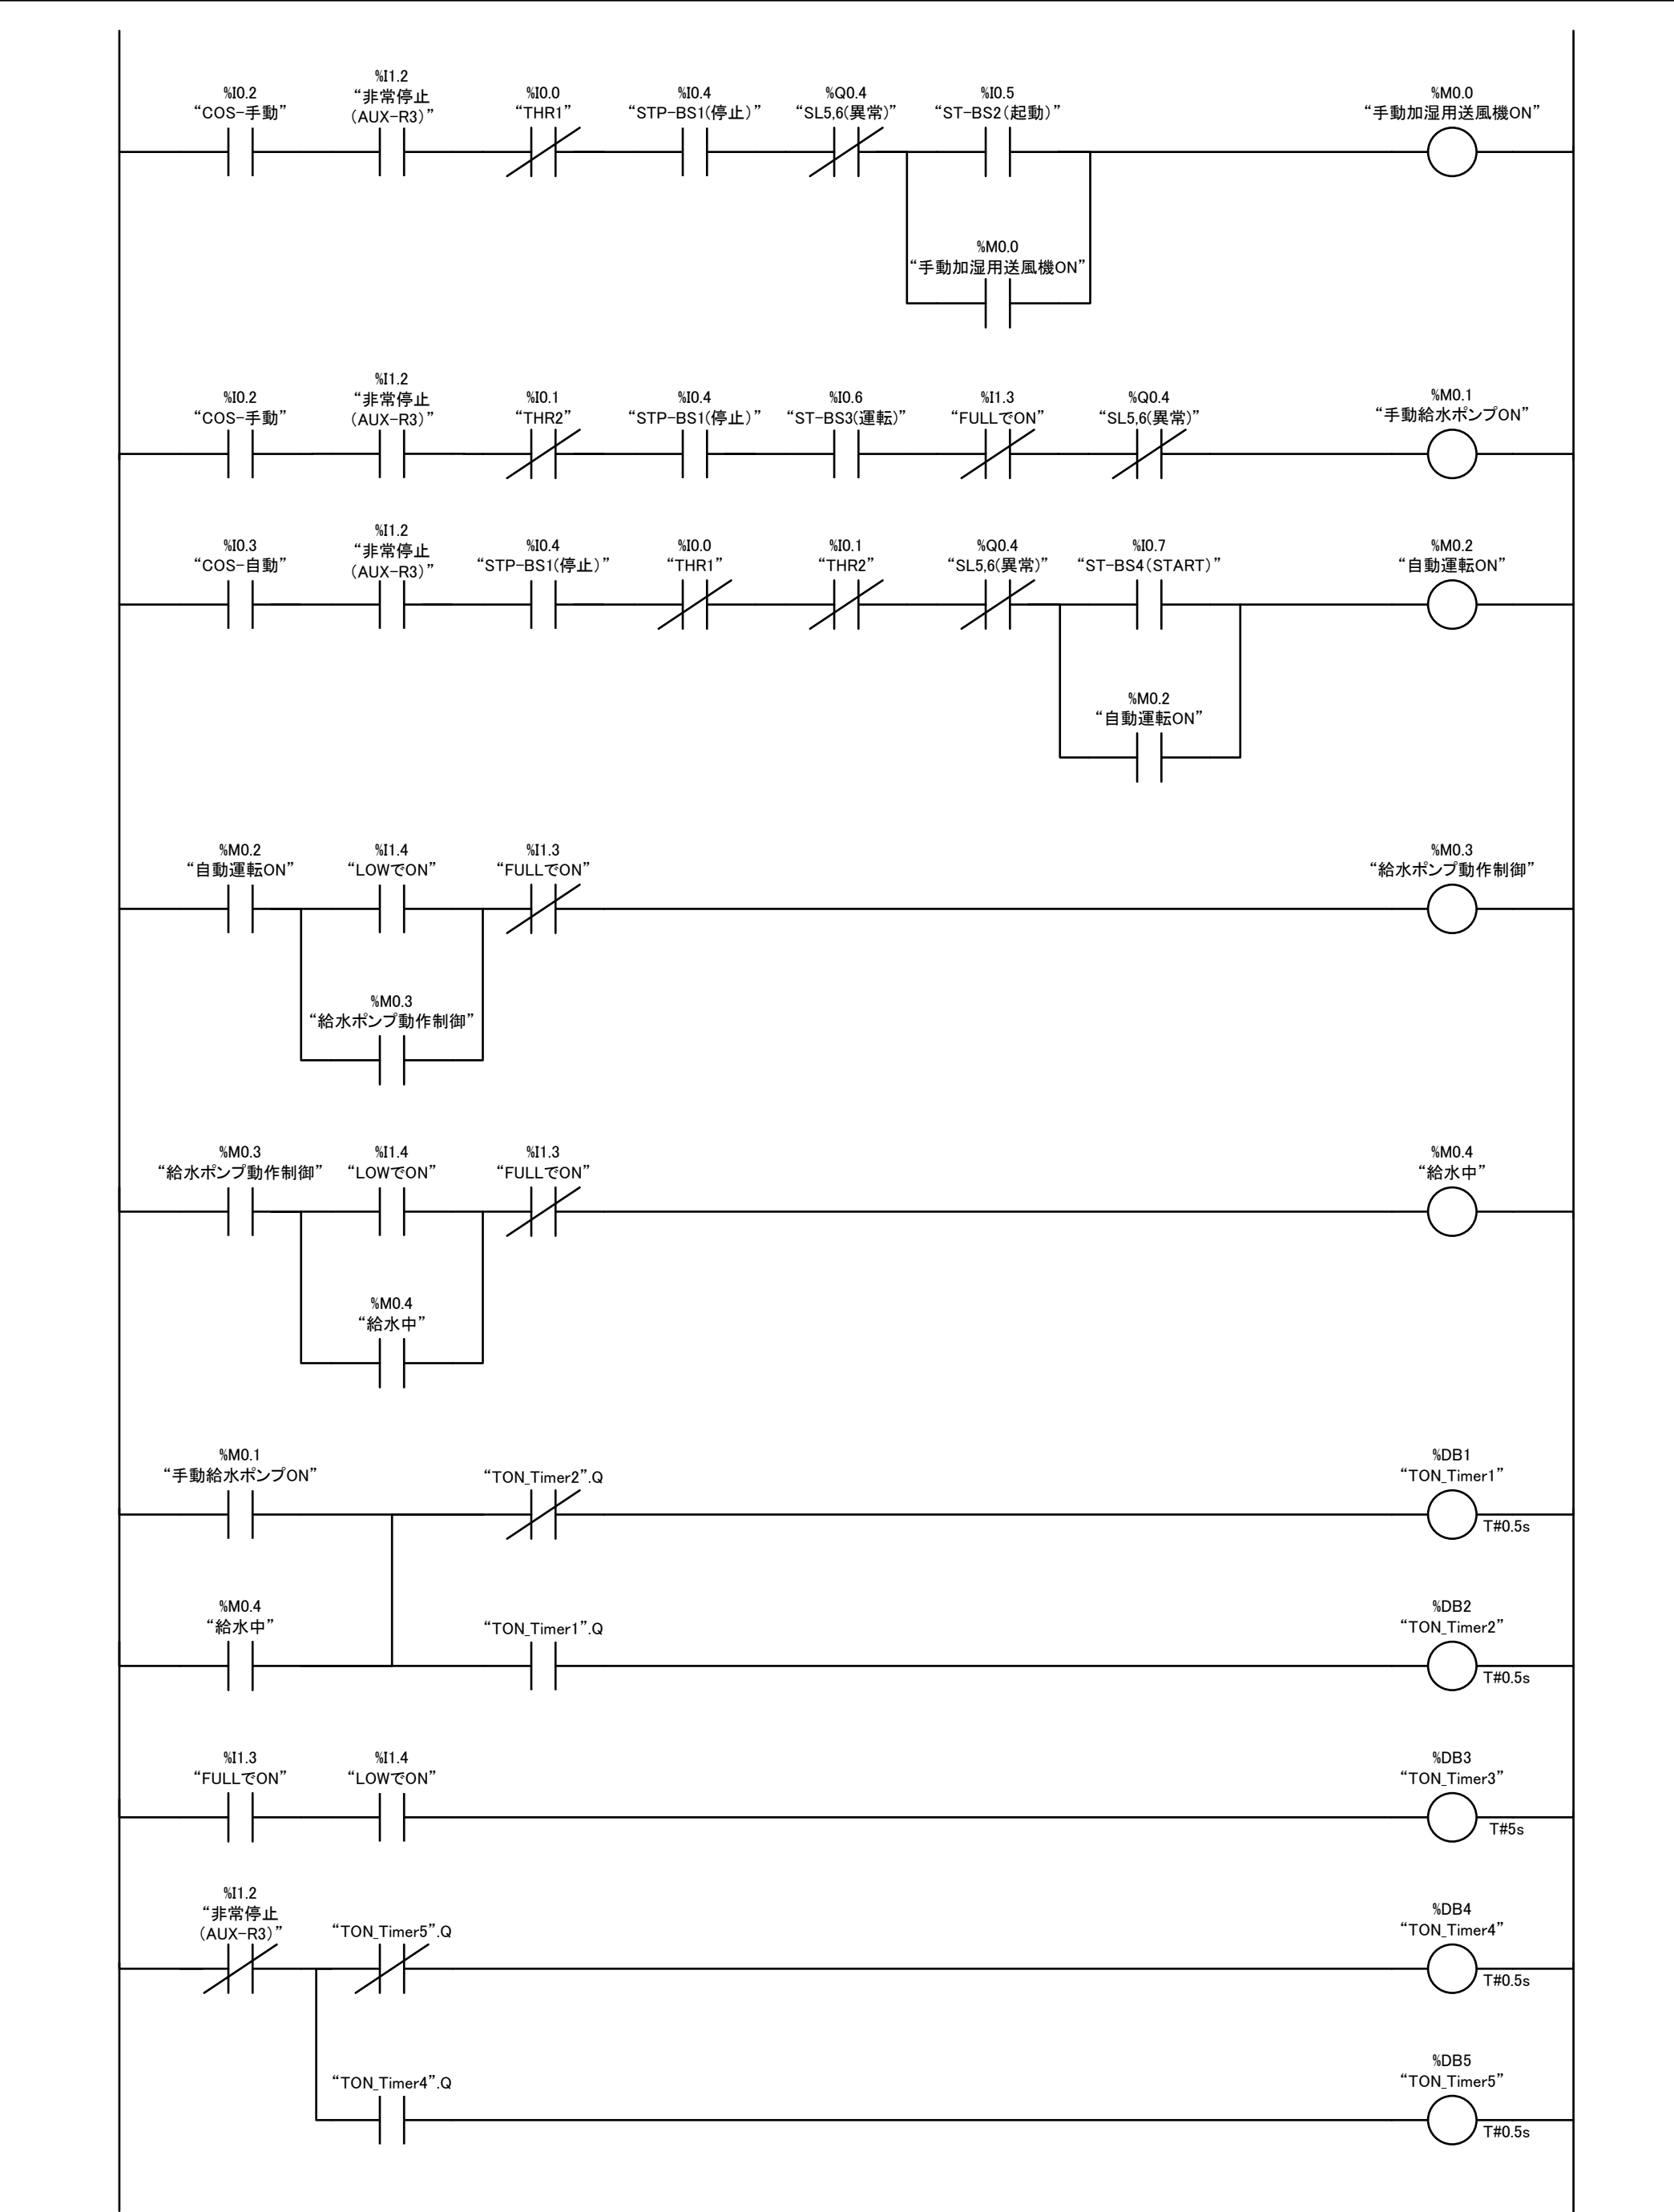 %I0.2
“COS-手動”
%I1.2
“非常停止
(AUX-R3)”
%I0.0
“THR1”
%I0.4
“STP-BS1(停止)”
%Q0.4
“SL5,6(異常)”
%I0.5
“ST-BS2(起動)”
%M0.0
“手動加湿用送風機ON”
%M0.0
“手動加湿用送風機ON”
%I0.2
“COS-手動”
%I1.2
“非常停止
(AUX-R3)”
%I0.1
“THR2”
%I0.4
“STP-BS1(停止)”
%I0.6
“ST-BS3(運転)”
%I1.3
“FULLでON”
%Q0.4
“SL5,6(異常)”
%M0.1
“手動給水ポンプON”
%I0.3
“COS-自動”
%I1.2
“非常停止
(AUX-R3)”
%I0.4
“STP-BS1(停止)”
%I0.0
“THR1”
%I0.1
“THR2”
%Q0.4
“SL5,6(異常)”
%I0.7
“ST-BS4(START)”
%M0.2
“自動運転ON”
%M0.2
“自動運転ON”
%M0.2
“自動運転ON”
%I1.4
“LOWでON”
%I1.3
“FULLでON”
%M0.3
“給水ポンプ動作制御”
%M0.3
“給水ポンプ動作制御”
%M0.3
“給水ポンプ動作制御”
%I1.4
“LOWでON”
%I1.3
“FULLでON”
%M0.4
“給水中”
%M0.4
“給水中”
%M0.1
“手動給水ポンプON”
“TON_Timer2”.Q
%DB1
“TON_Timer1”
T#0.5s
%M0.4
“給水中”
“TON_Timer1”.Q
%DB2
“TON_Timer2”
T#0.5s
%I1.3
“FULLでON”
%I1.4
“LOWでON”
%DB3
“TON_Timer3”
T#5s
%I1.2
“非常停止
(AUX-R3)”
“TON_Timer5”.Q
%DB4
“TON_Timer4”
T#0.5s
“TON_Timer4”.Q
%DB5
“TON_Timer5”
T#0.5s